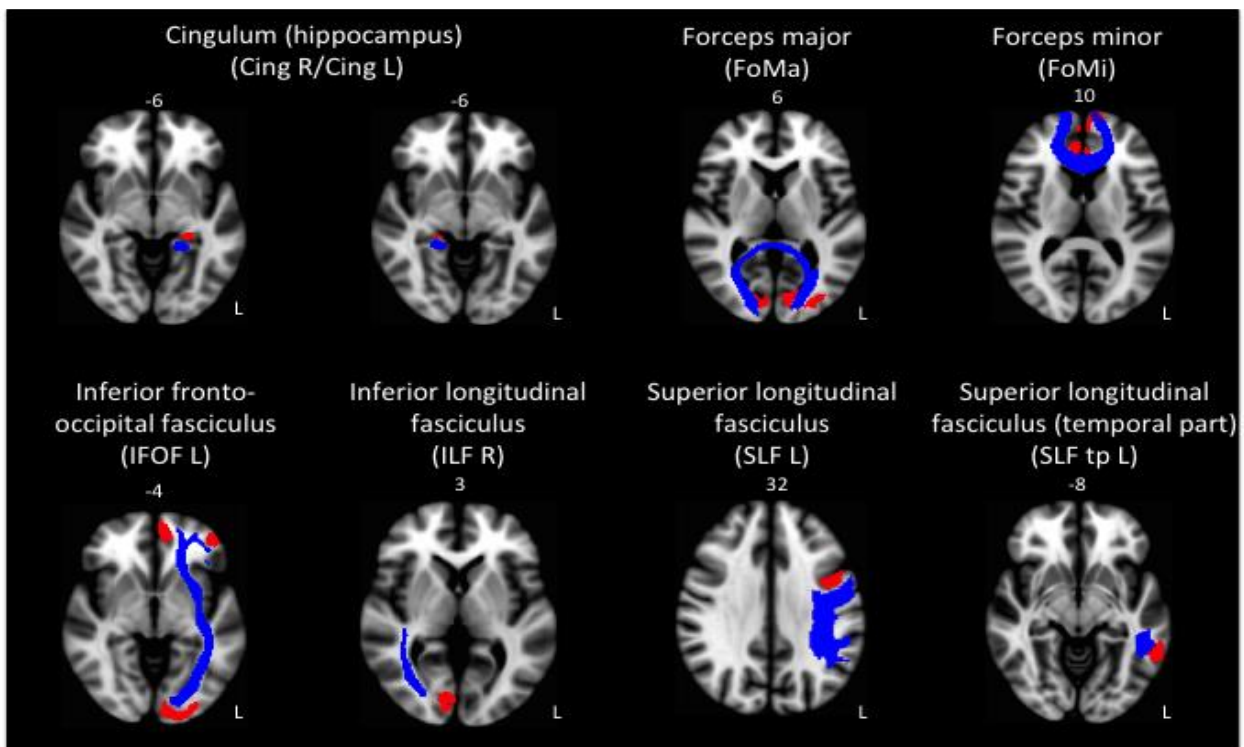 Cingulum (hippocampus)
(Cing R/Cing L)
Forceps major
(FoMa)
Forceps minor
(FoMi)
-6
-6
6
10
L
L
L
L
Inferior fronto-
occipital fasciculus
(IFOF L)
Inferior longitudinal
fasciculus
(ILF R)
Superior longitudinal
fasciculus
(SLF L)
Superior longitudinal
fasciculus (temporal part)
(SLF tp L)
-4
3
32
-8
L
L
L
L